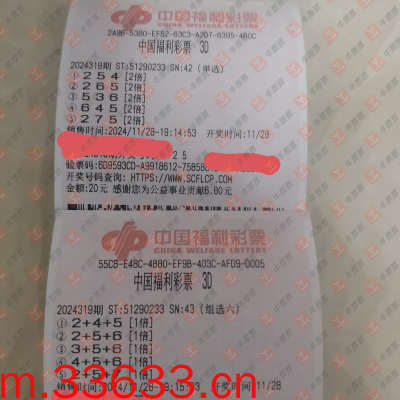 中国福利彩票
CHINA WELFARE LOTTERY
中国福利彩票 3D
2024319期 ST:51290233 SN:42 (单选)
① 2 5 4 [2倍]
② 2 6 5 [2倍]
③ 5 3 6 [2倍]
④ 6 4 5 [2倍]
⑤ 2 7 5 [2倍]
销售时间:2024/11/28-19:14:53 开奖时间:11/28
2 5
开奖号码查询:HTTPS://WWW.SCFLCP.COM
金额:20元 感谢您为公益事业贡献6.80元
中国福利彩票
CHINA WELFARE LOTTERY
中国福利彩票 3D
2024319期 ST:51290233 SN:43 (组选六)
① 2+4+5 [1倍]
② 2+5+6 [1倍]
③ 3+5+6 [1倍]
④ 4+5+6 [1倍]
m.33633.cn